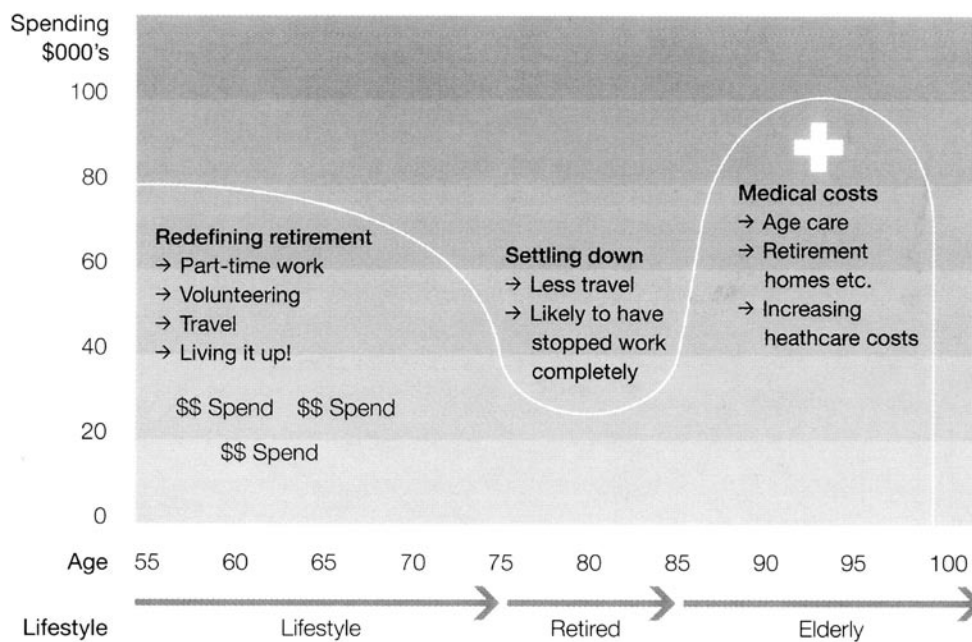 Spending
$000's
100
80
60
40
20
0
Redefining retirement
→ Part-time work
→ Volunteering
→ Travel
→ Living it up!
$$ Spend $$ Spend
$$ Spend
Settling down
→ Less travel
→ Likely to have
stopped work
completely
Medical costs
→ Age care
→ Retirement
homes etc.
→ Increasing
heathcare costs
Age 55 60 65 70 75 80 85 90 95 100
Lifestyle Lifestyle Retired Elderly